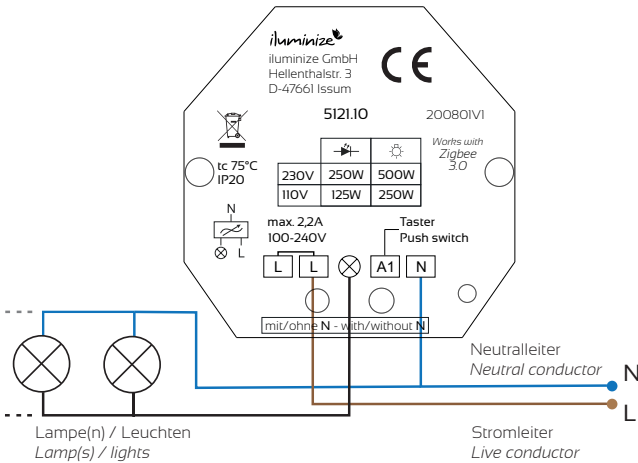 iluminize
iluminize GmbH
Hellenthalstr. 3
D-47661 Issum
CE
5121.10
200801V1
Works with
Zigbee
3.0
tc 75°C
IP20
230V 250W 500W
110V 125W 250W
N
L
max. 2,2A
100-240V
Taster
Push switch
L L A1 N
mit/ohne N - with/without N
Neutralleiter
Neutral conductor
N
L
Lampe(n) / Leuchten
Lamp(s) / lights
Stromleiter
Live conductor